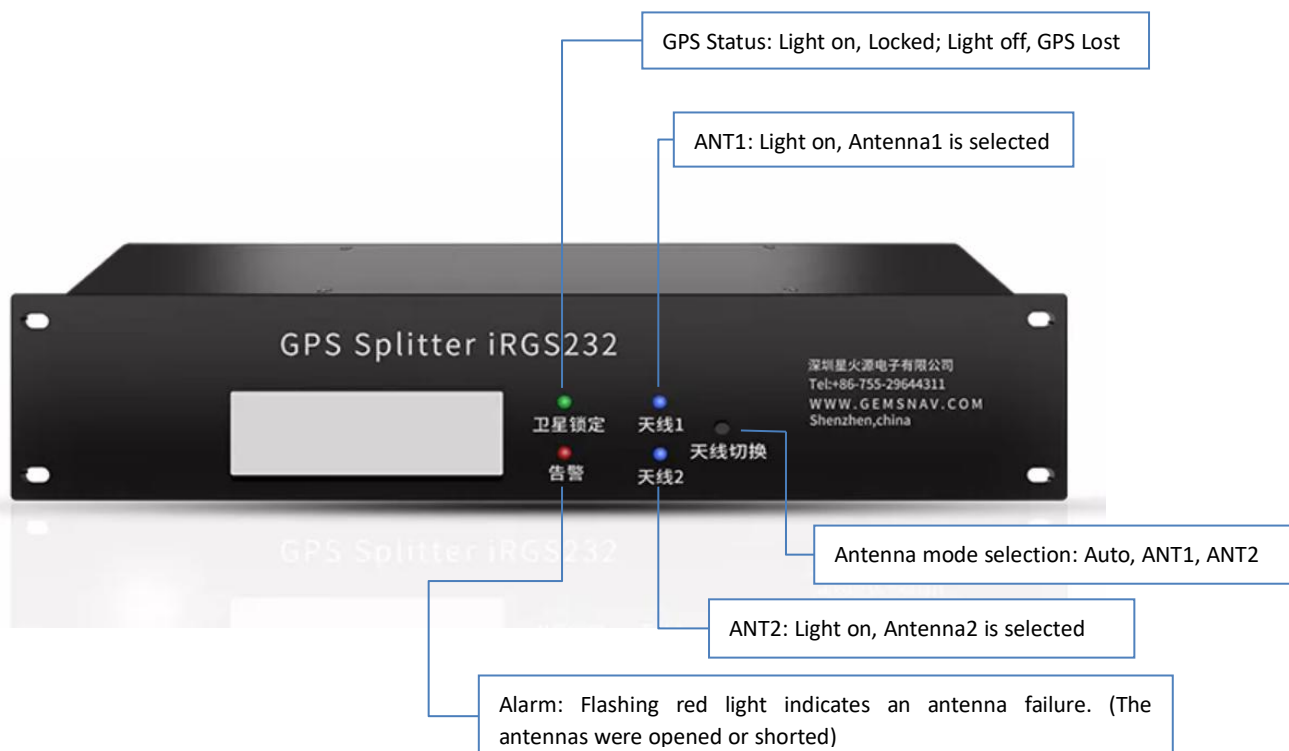 GPS Status: Light on, Locked; Light off, GPS Lost
ANT1: Light on, Antenna1 is selected
GPS Splitter iRGS232
深圳星火源电子有限公司
Tel:+86-755-29644311
WWW.GEMSNAV.COM
Shenzhen,china
卫星锁定
天线1
天线切换
告警
天线2
GPS Splitter iRGS232
Antenna mode selection: Auto, ANT1, ANT2
ANT2: Light on, Antenna2 is selected
Alarm: Flashing red light indicates an antenna failure. (The
antennas were opened or shorted)